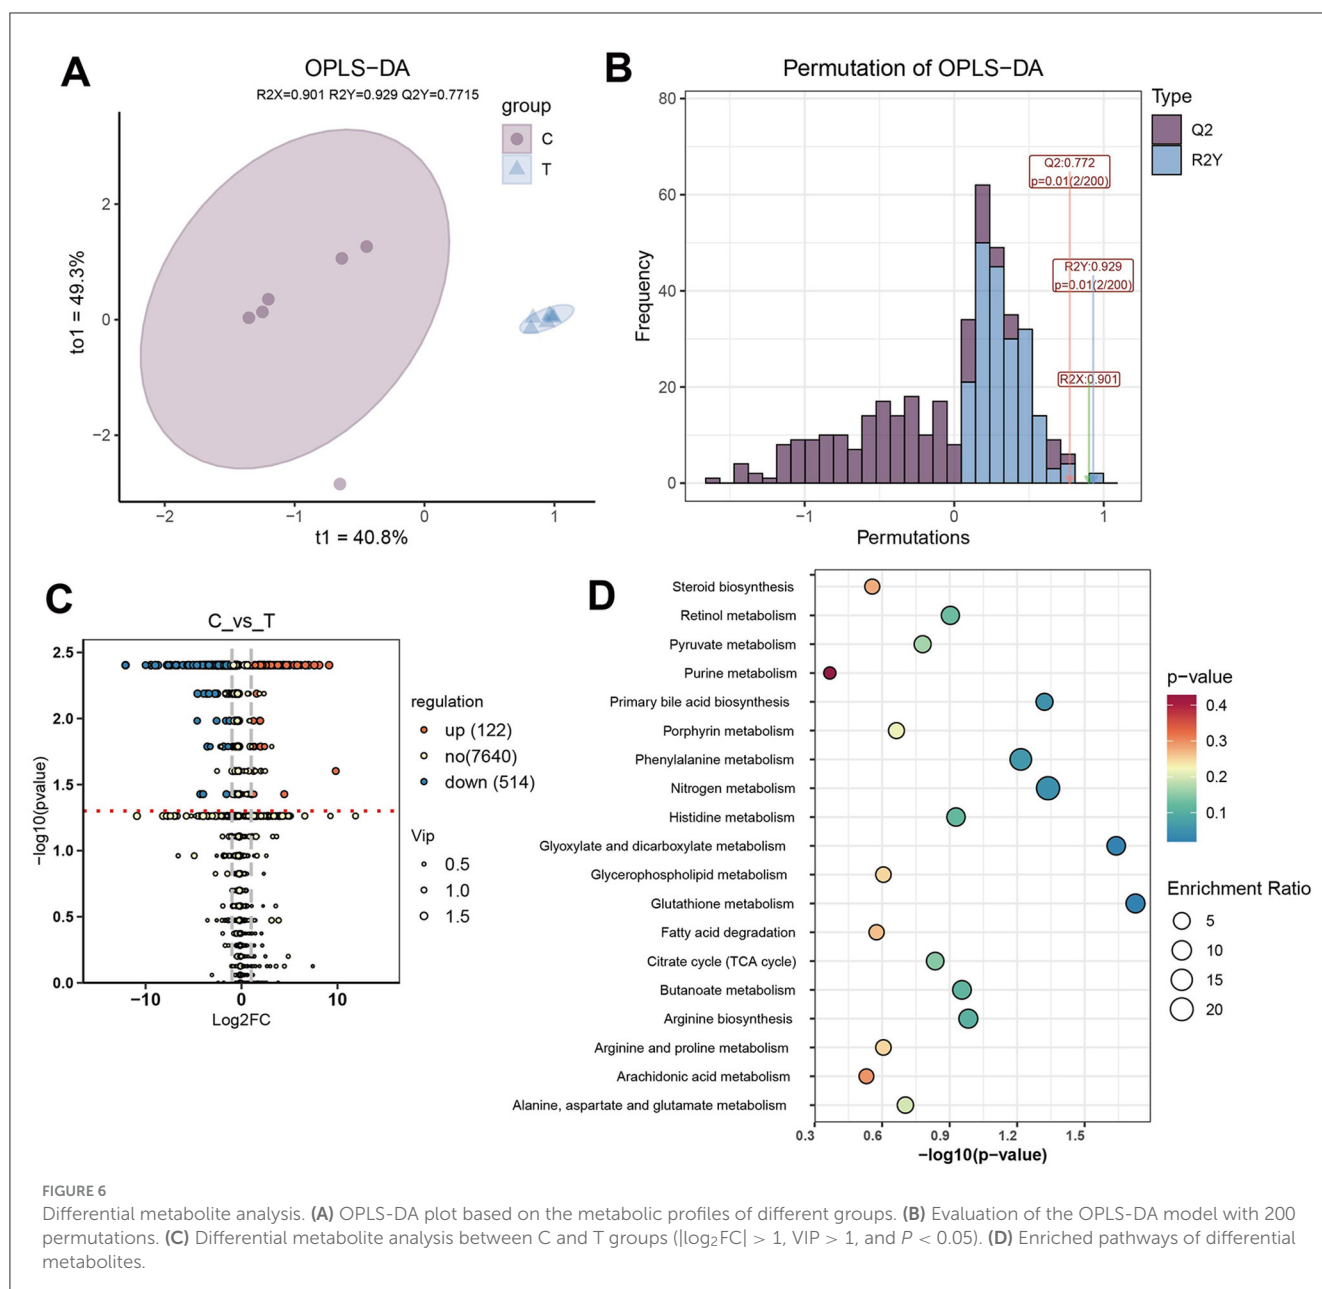 A
OPLS−DA
R2X=0.901 R2Y=0.929 Q2Y=0.7715
group
C
T
to1 = 49.3%
2
0
−2
−2
−1
0
1
t1 = 40.8%
B
Permutation of OPLS−DA
Type
Q2
R2Y
Q2:0.772
p=0.01(2/200)
R2Y:0.929
p=0.01(2/200)
R2X:0.901
Frequency
80
60
40
20
0
−1
0
1
Permutations
C
C_vs_T
−log10(pvalue)
2.5
2.0
1.5
1.0
0.5
0.0
−10
0
10
Log2FC
regulation
up (122)
no(7640)
down (514)
Vip
0.5
1.0
1.5
D
Steroid biosynthesis
Retinol metabolism
Pyruvate metabolism
Purine metabolism
Primary bile acid biosynthesis
Porphyrin metabolism
Phenylalanine metabolism
Nitrogen metabolism
Histidine metabolism
Glyoxylate and dicarboxylate metabolism
Glycerophospholipid metabolism
Glutathione metabolism
Fatty acid degradation
Citrate cycle (TCA cycle)
Butanoate metabolism
Arginine biosynthesis
Arginine and proline metabolism
Arachidonic acid metabolism
Alanine, aspartate and glutamate metabolism
0.3
0.6
0.9
1.2
1.5
−log10(p−value)
p−value
0.4
0.3
0.2
0.1
Enrichment Ratio
5
10
15
20
FIGURE 6
Differential metabolite analysis. (A) OPLS-DA plot based on the metabolic profiles of different groups. (B) Evaluation of the OPLS-DA model with 200
permutations. (C) Differential metabolite analysis between C and T groups (|log₂FC| > 1, VIP > 1, and P < 0.05). (D) Enriched pathways of differential
metabolites.